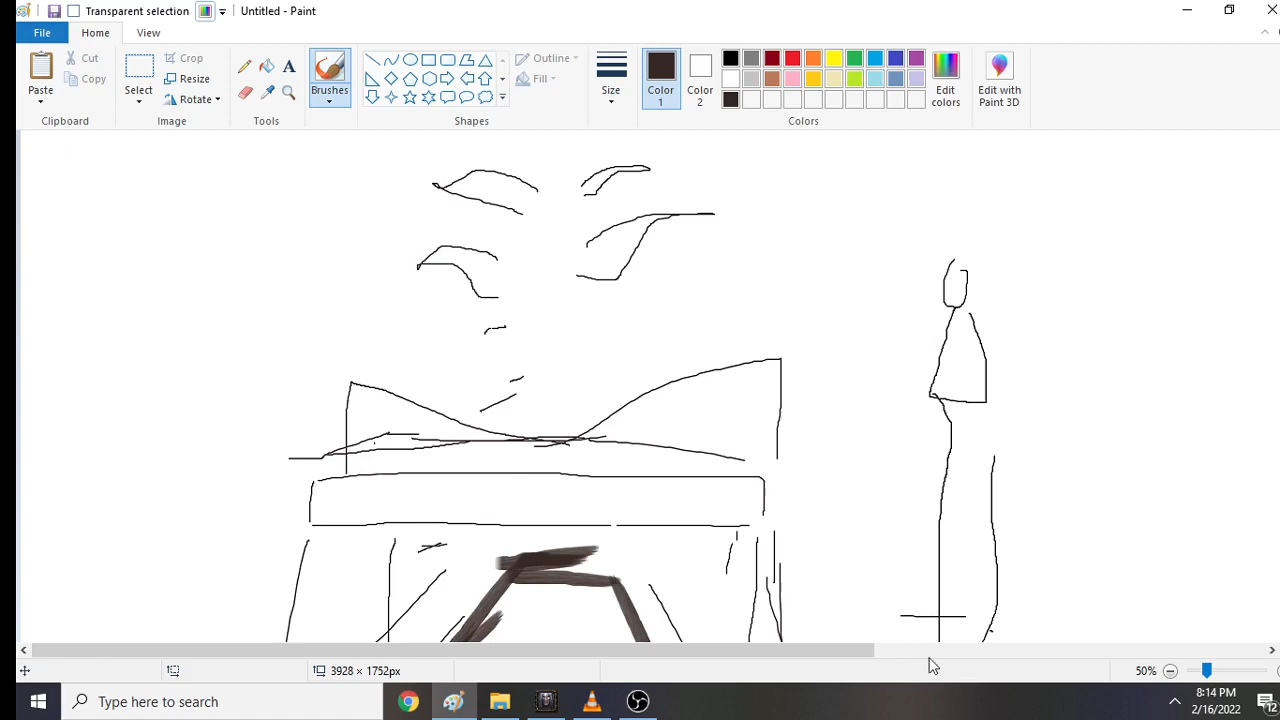 Transparent selection Untitled - Paint
File Home View
Paste Cut Copy Select Crop Resize Rotate A Brushes Outline Fill Size Color 1 Color 2 Edit colors Edit with Paint 3D
Clipboard Image Tools Shapes Colors
3928 × 1752px 50%
Type here to search 8:14 PM
2/16/2022 12